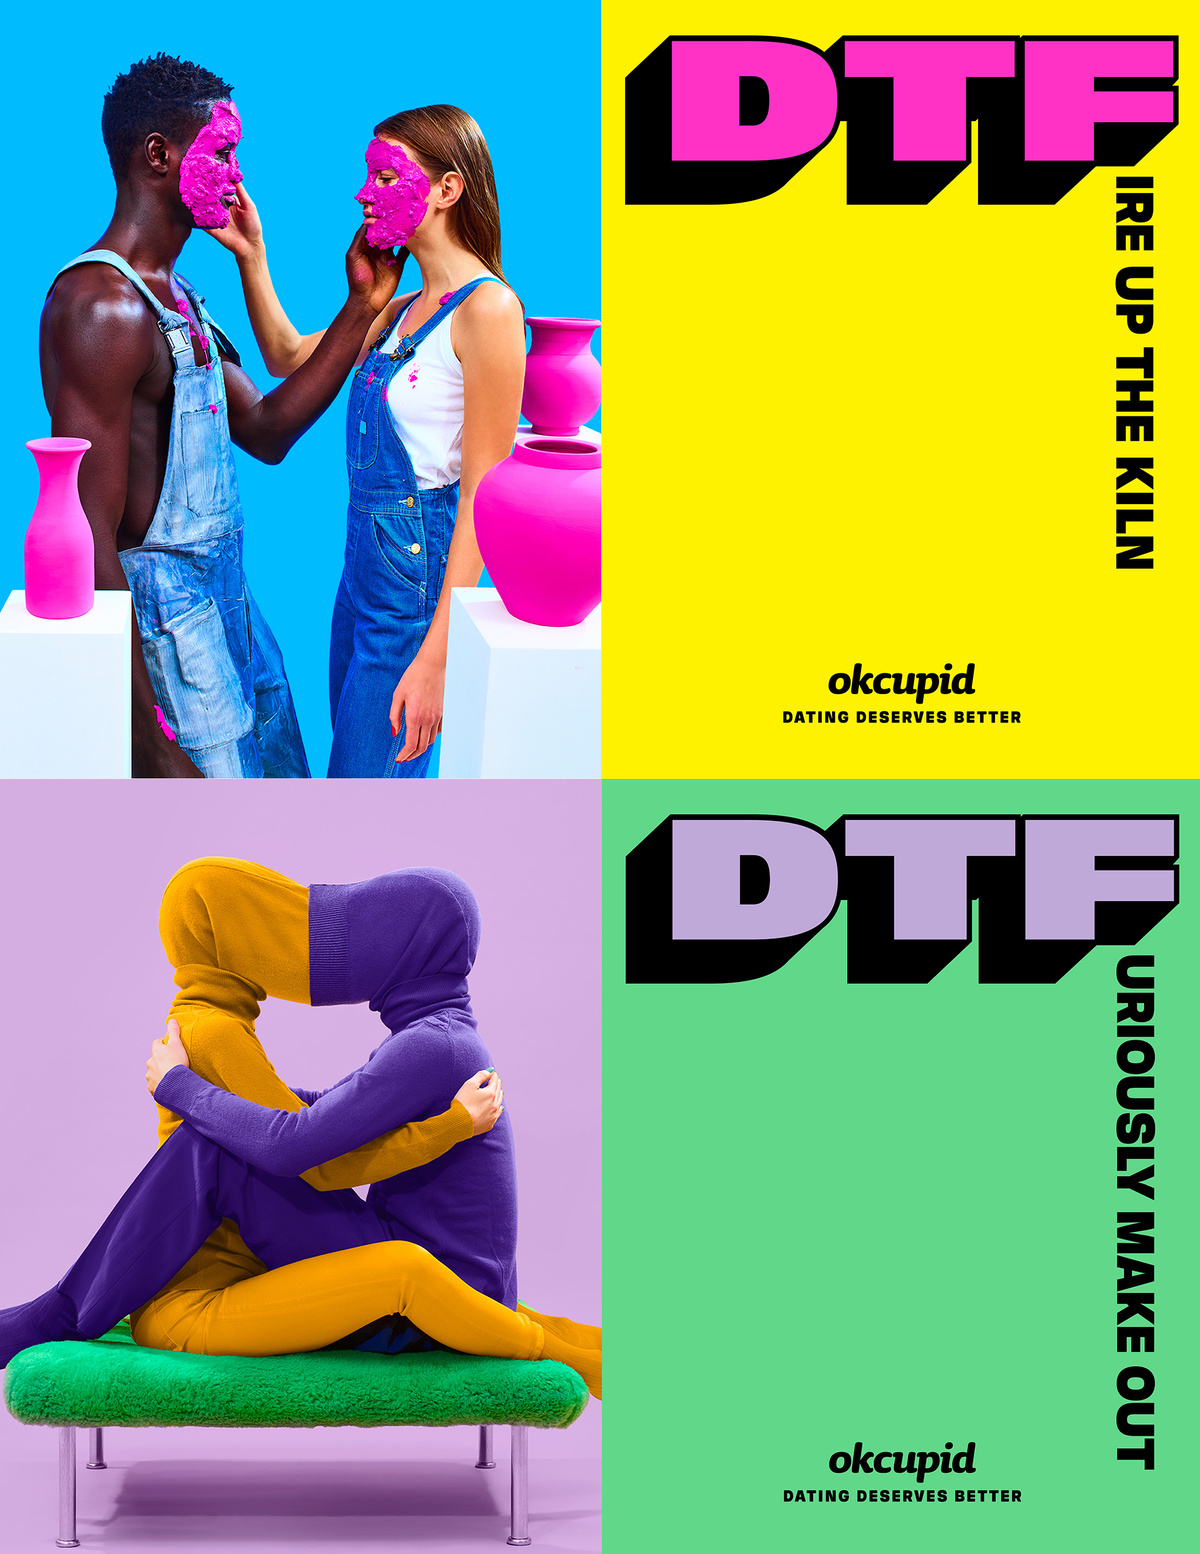 DTF
IRE UP THE KILN
okcupid
DATING DESERVES BETTER
DTF
URIOUSLY MAKE OUT
okcupid
DATING DESERVES BETTER